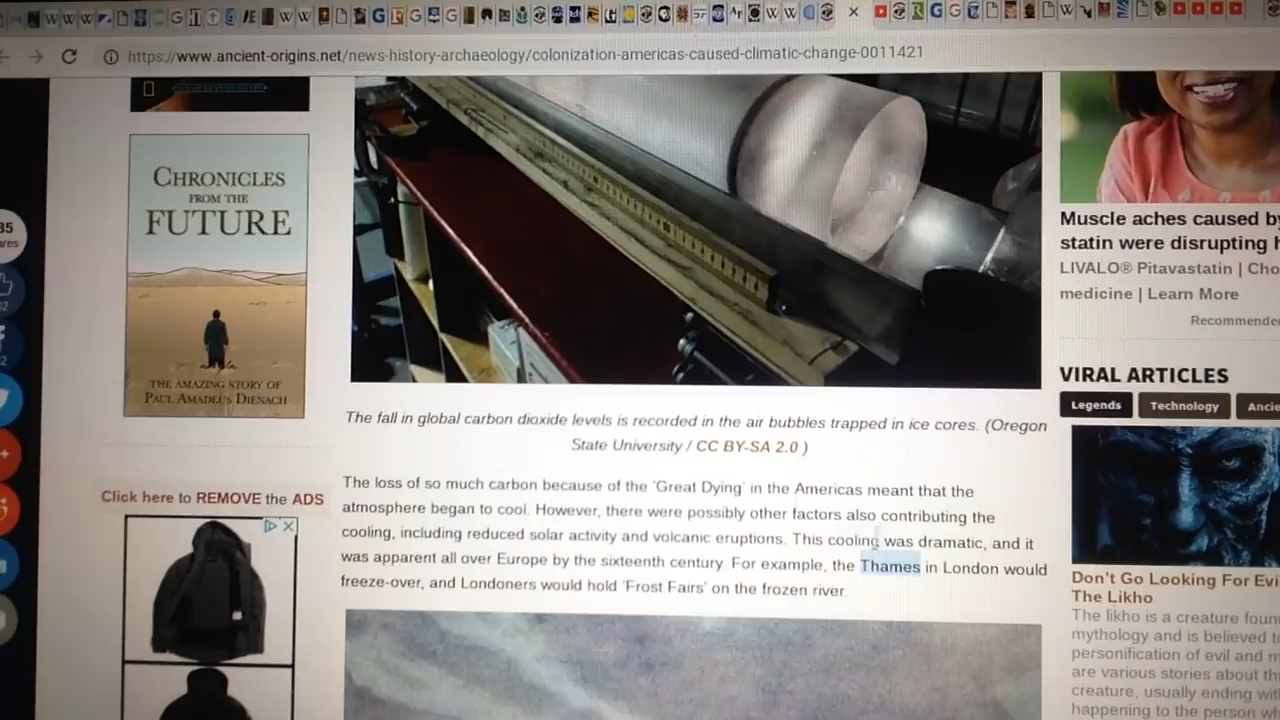 https://www.ancient-origins.net/news-history-archaeology/colonization-americas-caused-climatic-change-0011421
CHRONICLES
FROM THE
FUTURE
THE AMAZING STORY OF
PAUL AMADEUS DIENACH
Click here to REMOVE the ADS
The fall in global carbon dioxide levels is recorded in the air bubbles trapped in ice cores. (Oregon
State University / CC BY-SA 2.0 )
The loss of so much carbon because of the 'Great Dying' in the Americas meant that the
atmosphere began to cool. However, there were possibly other factors also contributing the
cooling, including reduced solar activity and volcanic eruptions. This cooling was dramatic, and it
was apparent all over Europe by the sixteenth century. For example, the Thames in London would
freeze-over, and Londoners would hold 'Frost Fairs' on the frozen river.
Muscle aches caused by
statin were disrupting
LIVALO® Pitavastatin |
medicine | Learn More
VIRAL ARTICLES
Legends
Technology
Don't Go Looking For
The Likho
The likho is a creature
mythology and is believed
personification of evil and
are various stories about
creature, usually ending
happening to the person